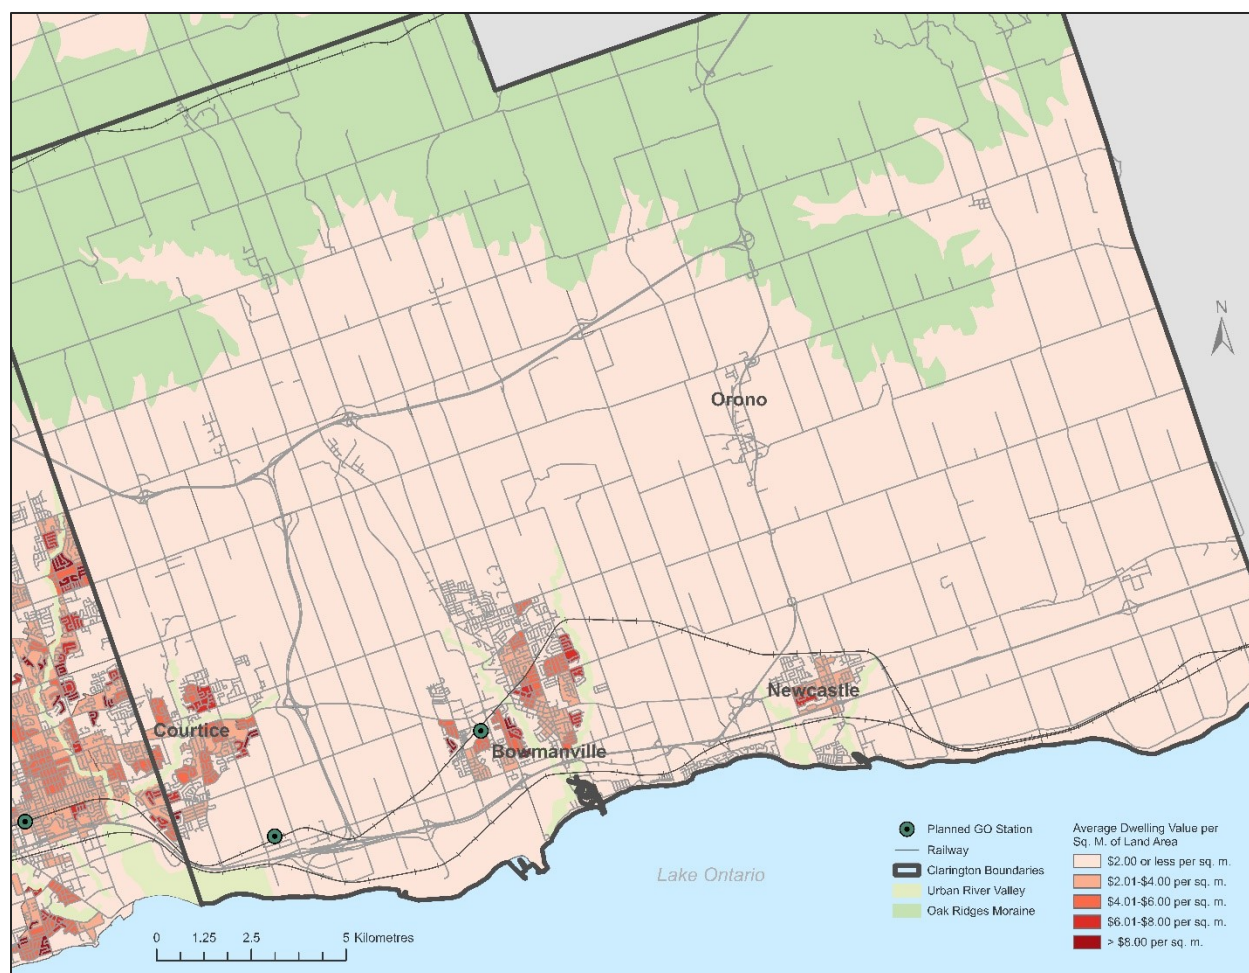 N
Orono
Newcastle
Courtice
Bowmanville
Lake Ontario
Planned GO Station
Railway
Clarington Boundaries
Urban River Valley
Oak Ridges Moraine
Average Dwelling Value per
Sq. M. of Land Area
$2.00 or less per sq. m.
$2.01-$4.00 per sq. m.
$4.01-$6.00 per sq. m.
$6.01-$8.00 per sq. m.
> $8.00 per sq. m.
0 1.25 2.5 5 Kilometres